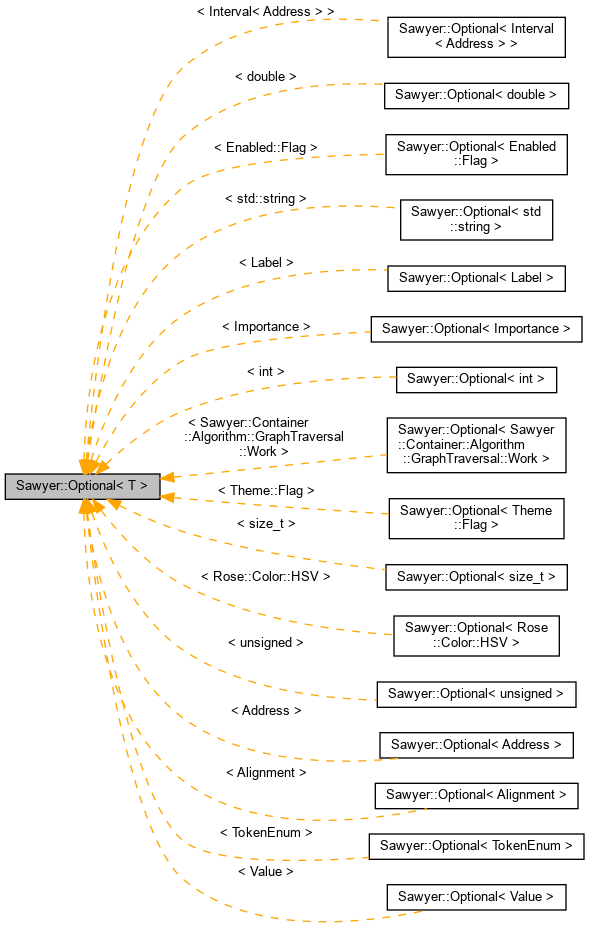 < Interval< Address > >
Sawyer::Optional< Interval
< Address > >
< double >
Sawyer::Optional< double >
< Enabled::Flag >
Sawyer::Optional< Enabled
::Flag >
< std::string >
Sawyer::Optional< std
::string >
< Label >
Sawyer::Optional< Label >
< Importance >
Sawyer::Optional< Importance >
< int >
Sawyer::Optional< int >
< Sawyer::Container
::Algorithm::GraphTraversal
::Work >
Sawyer::Optional< Sawyer
::Container::Algorithm
::GraphTraversal::Work >
Sawyer::Optional< T >
< Theme::Flag >
Sawyer::Optional< Theme
::Flag >
< size_t >
Sawyer::Optional< size_t >
< Rose::Color::HSV >
Sawyer::Optional< Rose
::Color::HSV >
< unsigned >
Sawyer::Optional< unsigned >
< Address >
Sawyer::Optional< Address >
< Alignment >
Sawyer::Optional< Alignment >
< TokenEnum >
Sawyer::Optional< TokenEnum >
< Value >
Sawyer::Optional< Value >